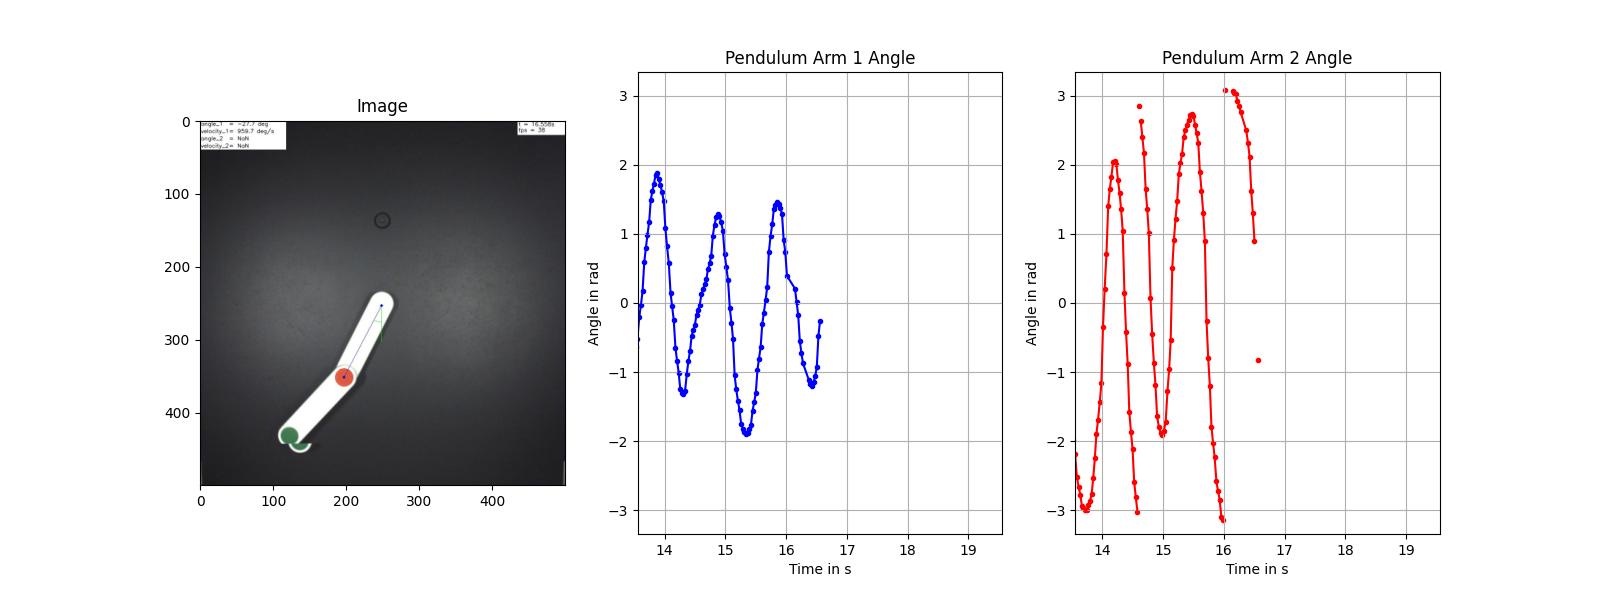 Image
Pendulum Arm 1 Angle
Pendulum Arm 2 Angle
angle_1 = -27.7 deg
velocity_1= 959.7 deg/s
angle_2 = NaN
velocity_2= NaN
t = 16.558s
fps = 38
0
100
200
300
400
0 100 200 300 400
Angle in rad
3
2
1
0
−1
−2
−3
14 15 16 17 18 19
Time in s
Angle in rad
3
2
1
0
−1
−2
−3
14 15 16 17 18 19
Time in s